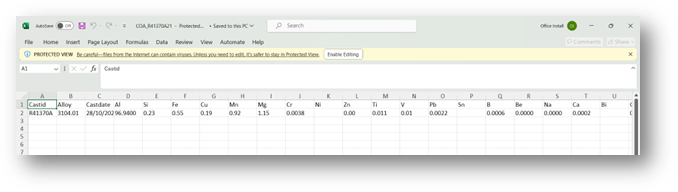 AutoSave Off COA_R41370A21 - Protected... • Saved to this PC Search Office Install
File Home Insert Page Layout Formulas Data Review View Automate Help Comments Share
PROTECTED VIEW Be careful—files from the Internet can contain viruses. Unless you need to edit, it's safer to stay in Protected View. Enable Editing
A1 fx Castid
A B C D E F G H I J K L M N O P Q R S T U
1 Castid Alloy Castdate Al Si Fe Cu Mn Mg Cr Ni Zn Ti V Pb Sn B Be Na Ca Bi
2 R41370A 3104.01 28/10/202 96.9400 0.23 0.55 0.19 0.92 1.15 0.0038 0.00 0.011 0.01 0.0022 0.0006 0.0000 0.0000 0.0002
3
4
5
6
7